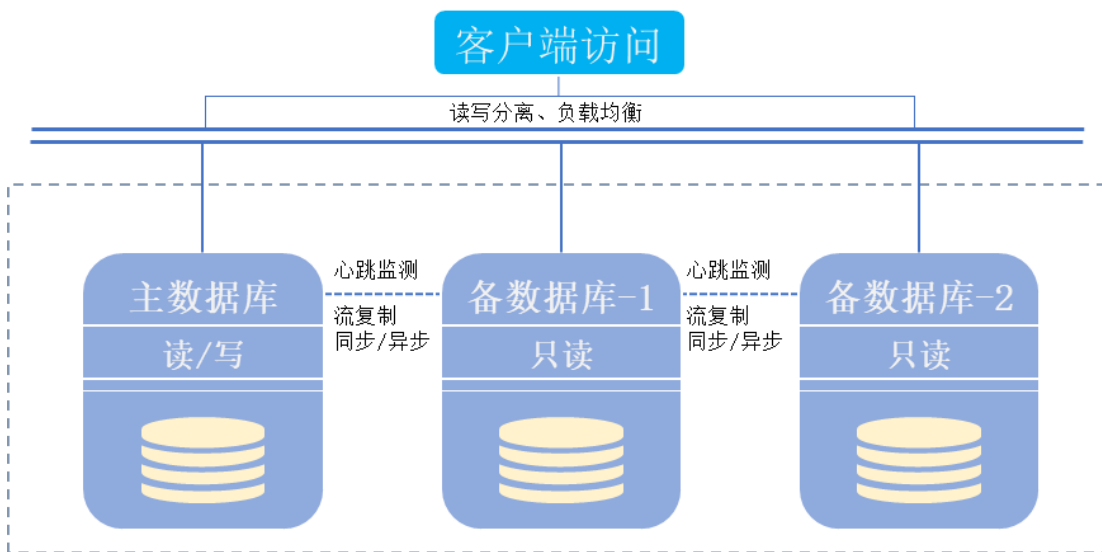 客户端访问
读写分离、负载均衡
主数据库
读/写
心跳监测
流复制
同步/异步
备数据库-1
只读
心跳监测
流复制
同步/异步
备数据库-2
只读